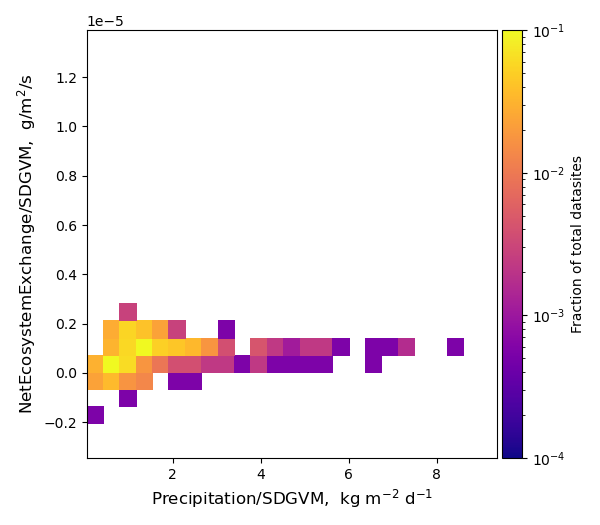 1e−5
1.2
1.0
0.8
0.6
0.4
0.2
0.0
−0.2
NetEcosystemExchange/SDGVM, g/m²/s
2 4 6 8
Precipitation/SDGVM, kg m⁻² d⁻¹
10⁻¹
10⁻²
10⁻³
10⁻⁴
Fraction of total datasites